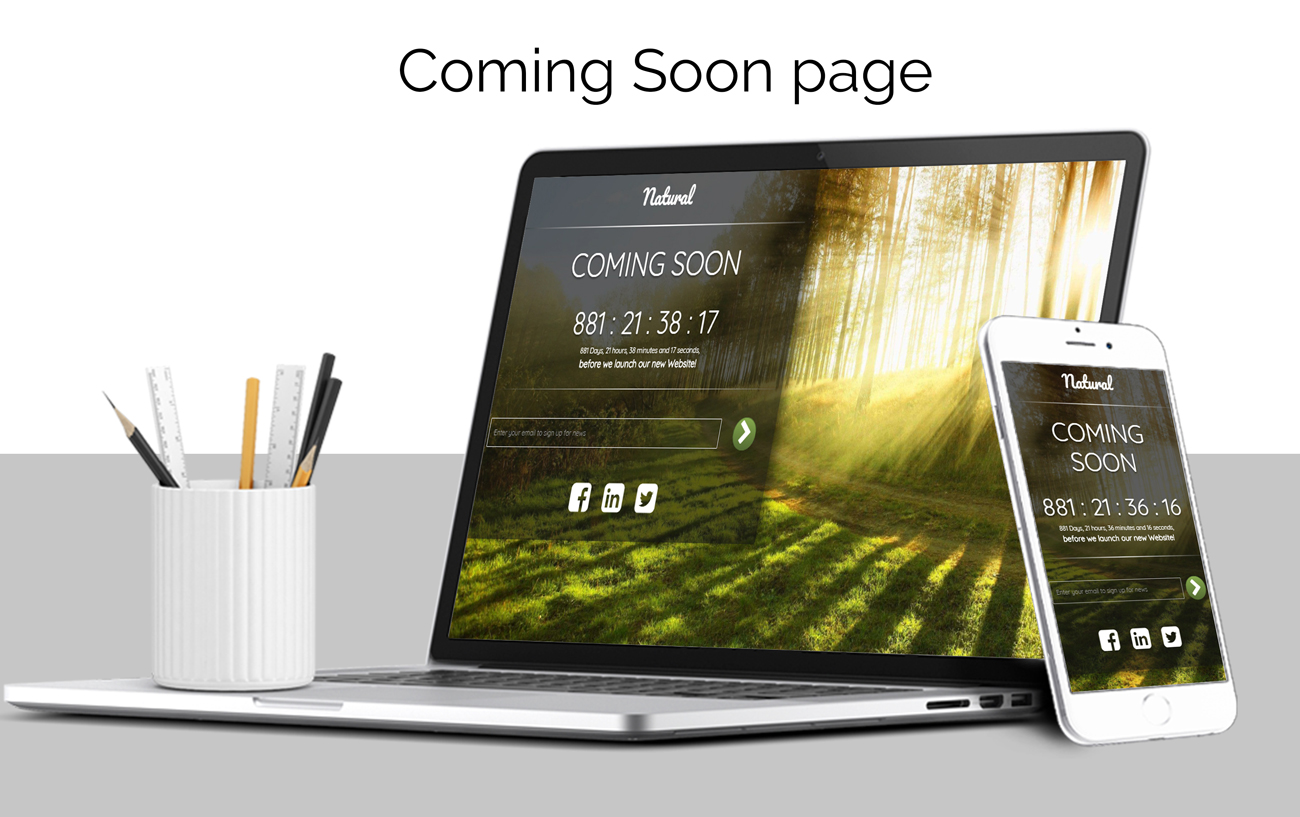 Coming Soon page
Natural
COMING SOON
881 : 21 : 38 : 17
881 Days, 21 hours, 38 minutes and 17 seconds,
before we launch our new Website!
Enter your email to sign up for news
Natural
COMING
SOON
881 : 21 : 36 : 16
881 Days, 21 hours, 36 minutes and 16 seconds,
before we launch our new Website!
Enter your email to sign up for news